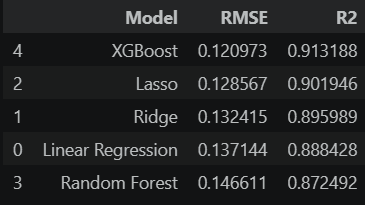 Model RMSE R2
4 XGBoost 0.120973 0.913188
2 Lasso 0.128567 0.901946
1 Ridge 0.132415 0.895989
0 Linear Regression 0.137144 0.888428
3 Random Forest 0.146611 0.872492